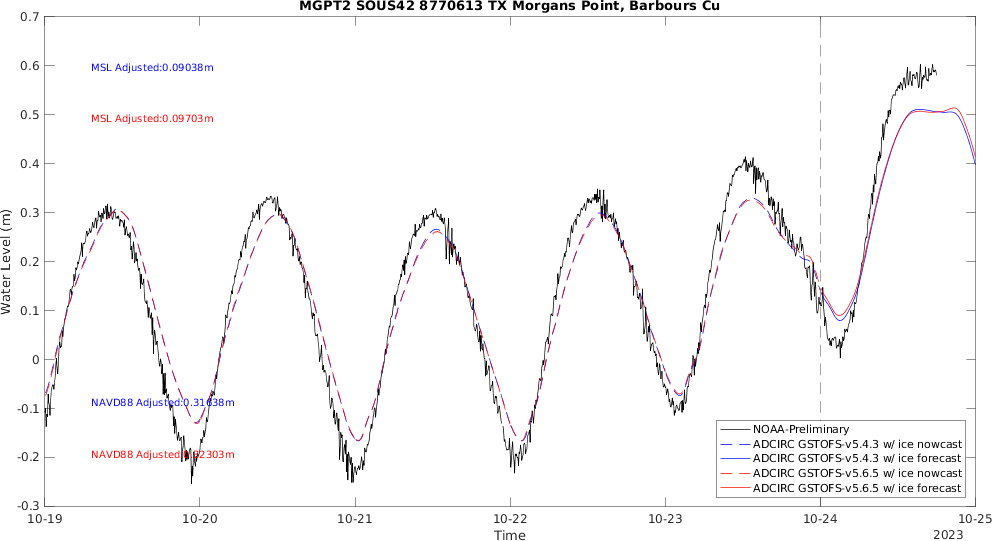 MGPT2 SOUS42 8770613 TX Morgans Point, Barbours Cu
0.7
0.6
0.5
0.4
0.3
0.2
0.1
0
-0.1
-0.2
-0.3
Water Level (m)
MSL Adjusted:0.09038m
MSL Adjusted:0.09703m
NAVD88 Adjusted:0.31638m
NAVD88 Adjusted:0.32303m
NOAA-Preliminary
ADCIRC GSTOFS-v5.4.3 w/ ice nowcast
ADCIRC GSTOFS-v5.4.3 w/ ice forecast
ADCIRC GSTOFS-v5.6.5 w/ ice nowcast
ADCIRC GSTOFS-v5.6.5 w/ ice forecast
10-19
10-20
10-21
10-22
10-23
10-24
10-25
Time
2023